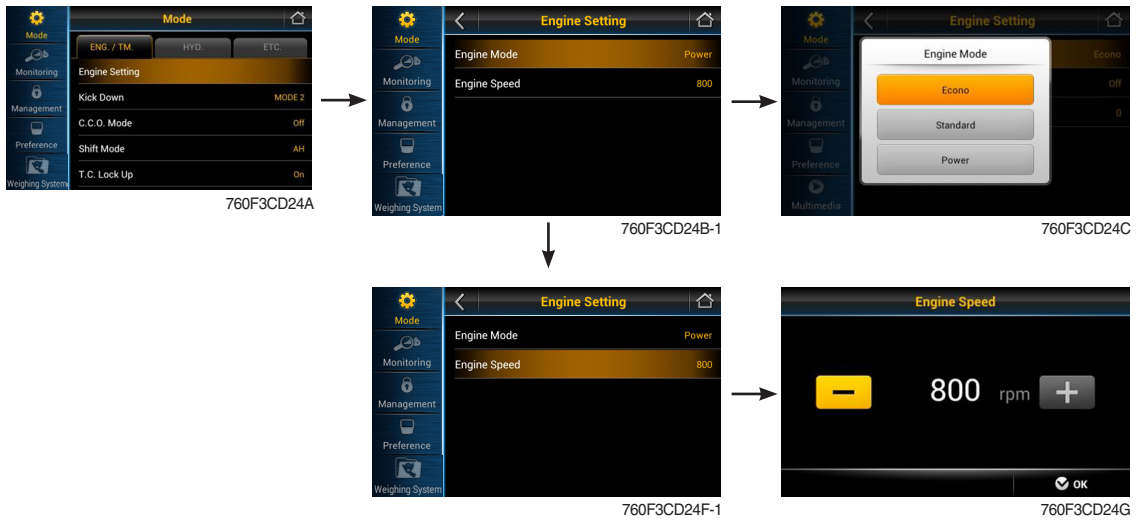 Mode
Mode
Monitoring
Management
Preference
Weighing System
ENG. / TM. HYD. ETC.
Engine Setting
Kick Down MODE 2
C.C.O. Mode Off
Shift Mode AH
T.C. Lock Up On
760F3CD24A
Engine Setting
Mode
Monitoring
Management
Preference
Weighing System
Engine Mode Power
Engine Speed 800
760F3CD24B-1
Engine Setting
Mode
Monitoring
Management
Preference
Multimedia
Econo
Off
0
Engine Mode
Econo
Standard
Power
760F3CD24C
Engine Setting
Mode
Monitoring
Management
Preference
Weighing System
Engine Mode Power
Engine Speed 800
760F3CD24F-1
Engine Speed
800 rpm
OK
760F3CD24G